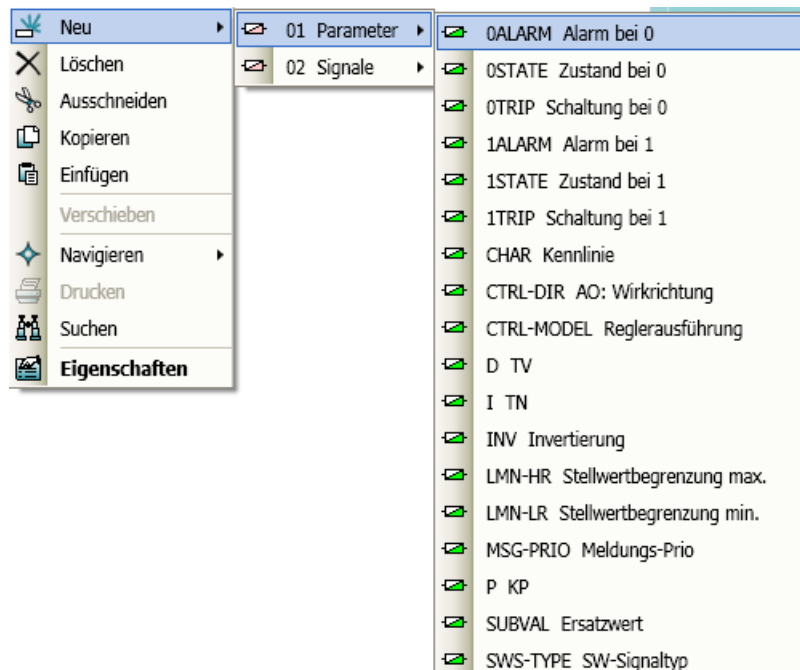 Neu
Löschen
Ausschneiden
Kopieren
Einfügen
Verschieben
Navigieren
Drucken
Suchen
Eigenschaften
01 Parameter
02 Signale
0ALARM Alarm bei 0
0STATE Zustand bei 0
0TRIP Schaltung bei 0
1ALARM Alarm bei 1
1STATE Zustand bei 1
1TRIP Schaltung bei 1
CHAR Kennlinie
CTRL-DIR AO: Wirkrichtung
CTRL-MODEL Reglerausführung
D TV
I TN
INV Invertierung
LMN-HR Stellwertbegrenzung max.
LMN-LR Stellwertbegrenzung min.
MSG-PRIO Meldungs-Prio
P KP
SUBVAL Ersatzwert
SWS-TYPE SW-Signaltyp